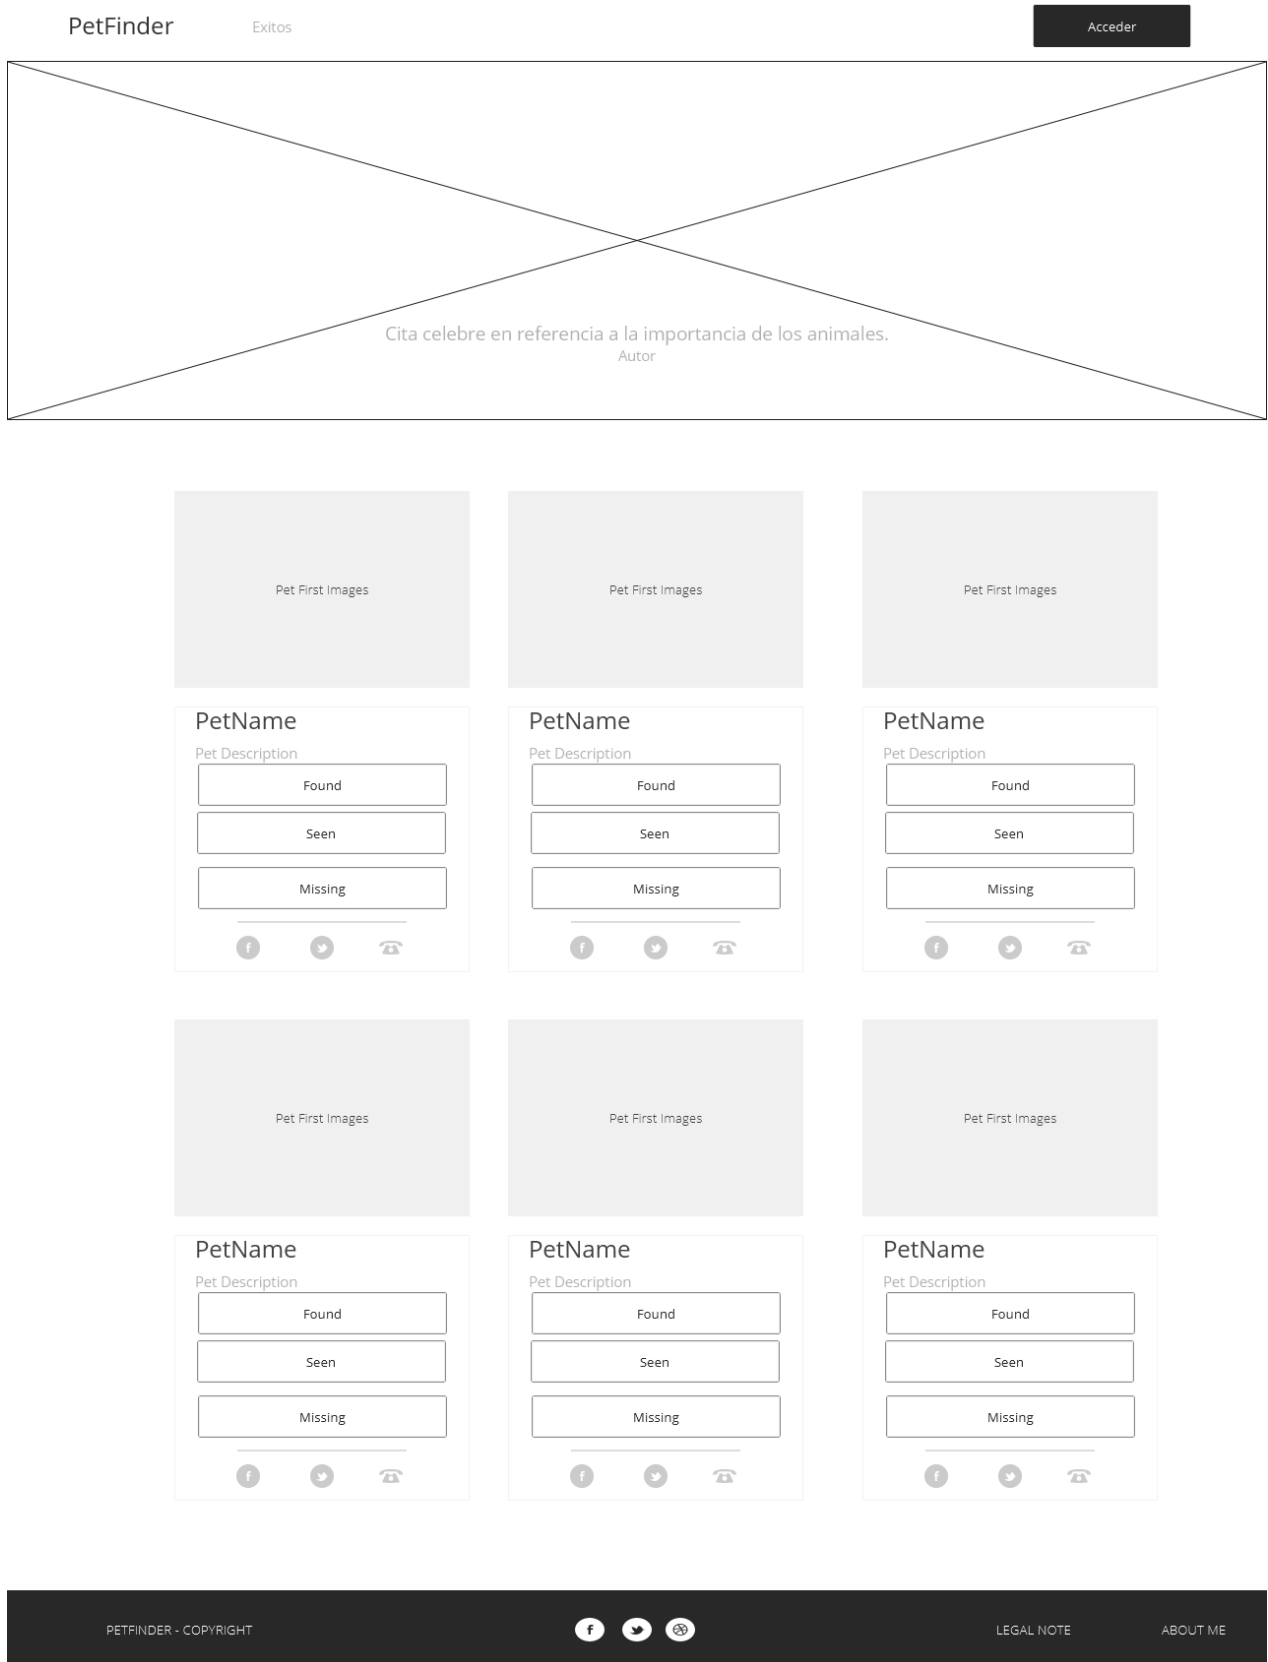 PetFinder
Exitos
Acceder
Cita celebre en referencia a la importancia de los animales.
Autor
Pet First Images
Pet First Images
Pet First Images
PetName
Pet Description
Found
Seen
Missing
PetName
Pet Description
Found
Seen
Missing
PetName
Pet Description
Found
Seen
Missing
Pet First Images
Pet First Images
Pet First Images
PetName
Pet Description
Found
Seen
Missing
PetName
Pet Description
Found
Seen
Missing
PetName
Pet Description
Found
Seen
Missing
PETFINDER - COPYRIGHT
LEGAL NOTE
ABOUT ME